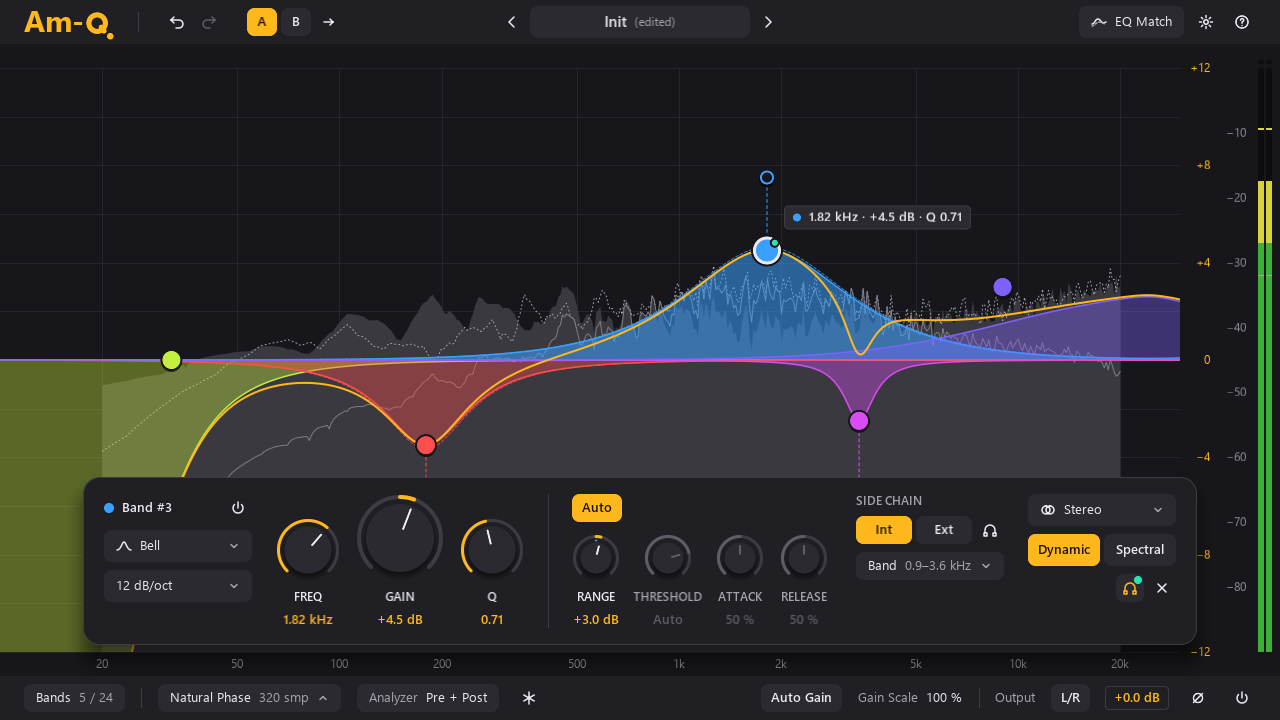 Am-Q
A B
Init (edited)
EQ Match
+12
+8
+4
0
−4
−8
−12
−10
−20
−30
−40
−50
−60
−70
−80
1.82 kHz · +4.5 dB · Q 0.71
Band #3
Bell
12 dB/oct
FREQ
1.82 kHz
GAIN
+4.5 dB
Q
0.71
Auto
RANGE
+3.0 dB
THRESHOLD
Auto
ATTACK
50 %
RELEASE
50 %
SIDE CHAIN
Int Ext
Band 0.9–3.6 kHz
Stereo
Dynamic Spectral
20 50 100 200 500 1k 2k 5k 10k 20k
Bands 5 / 24
Natural Phase 320 smp
Analyzer Pre + Post
Auto Gain
Gain Scale 100 %
Output L/R +0.0 dB